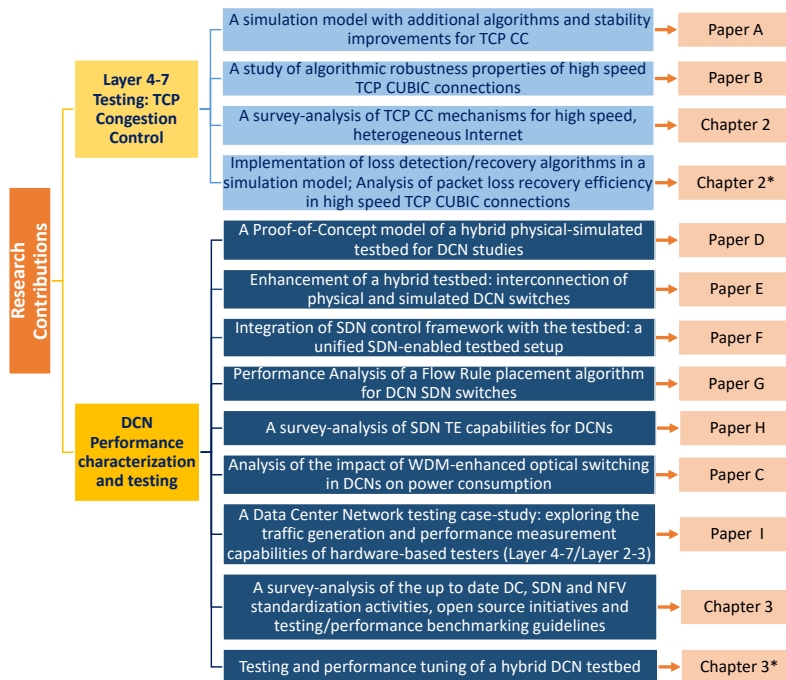 Research
Contributions
Layer 4-7
Testing: TCP
Congestion
Control
A simulation model with additional algorithms and stability
improvements for TCP CC
Paper A
A study of algorithmic robustness properties of high speed
TCP CUBIC connections
Paper B
A survey-analysis of TCP CC mechanisms for high speed,
heterogeneous Internet
Chapter 2
Implementation of loss detection/recovery algorithms in a
simulation model; Analysis of packet loss recovery efficiency
in high speed TCP CUBIC connections
Chapter 2*
DCN
Performance
characterization
and testing
A Proof-of-Concept model of a hybrid physical-simulated
testbed for DCN studies
Paper D
Enhancement of a hybrid testbed: interconnection of
physical and simulated DCN switches
Paper E
Integration of SDN control framework with the testbed: a
unified SDN-enabled testbed setup
Paper F
Performance Analysis of a Flow Rule placement algorithm
for DCN SDN switches
Paper G
A survey-analysis of SDN TE capabilities for DCNs
Paper H
Analysis of the impact of WDM-enhanced optical switching
in DCNs on power consumption
Paper C
A Data Center Network testing case-study: exploring the
traffic generation and performance measurement
capabilities of hardware-based testers (Layer 4-7/Layer 2-3)
Paper I
A survey-analysis of the up to date DC, SDN and NFV
standardization activities, open source initiatives and
testing/performance benchmarking guidelines
Chapter 3
Testing and performance tuning of a hybrid DCN testbed
Chapter 3*